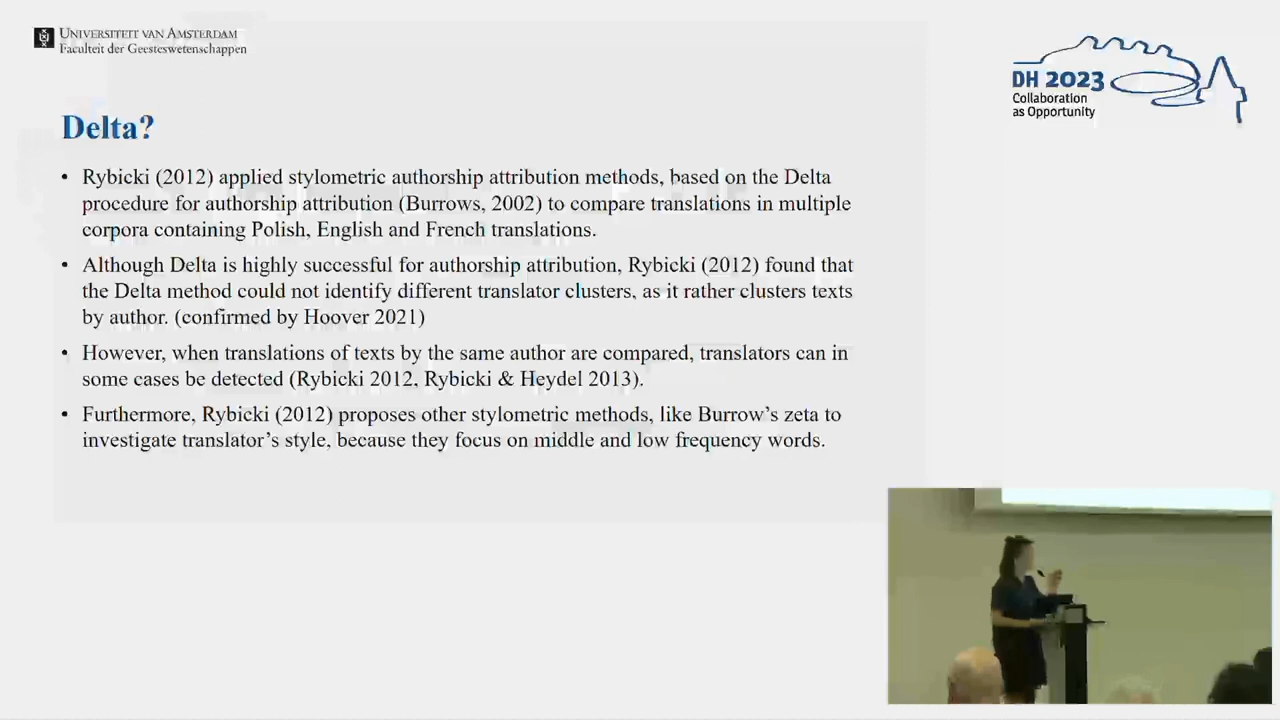 UNIVERSITEIT VAN AMSTERDAM
Faculteit der Geesteswetenschappen
DH 2023
Collaboration
as Opportunity
Delta?
• Rybicki (2012) applied stylometric authorship attribution methods, based on the Delta
procedure for authorship attribution (Burrows, 2002) to compare translations in multiple
corpora containing Polish, English and French translations.
• Although Delta is highly successful for authorship attribution, Rybicki (2012) found that
the Delta method could not identify different translator clusters, as it rather clusters texts
by author. (confirmed by Hoover 2021)
• However, when translations of texts by the same author are compared, translators can in
some cases be detected (Rybicki 2012, Rybicki & Heydel 2013).
• Furthermore, Rybicki (2012) proposes other stylometric methods, like Burrow's zeta to
investigate translator's style, because they focus on middle and low frequency words.